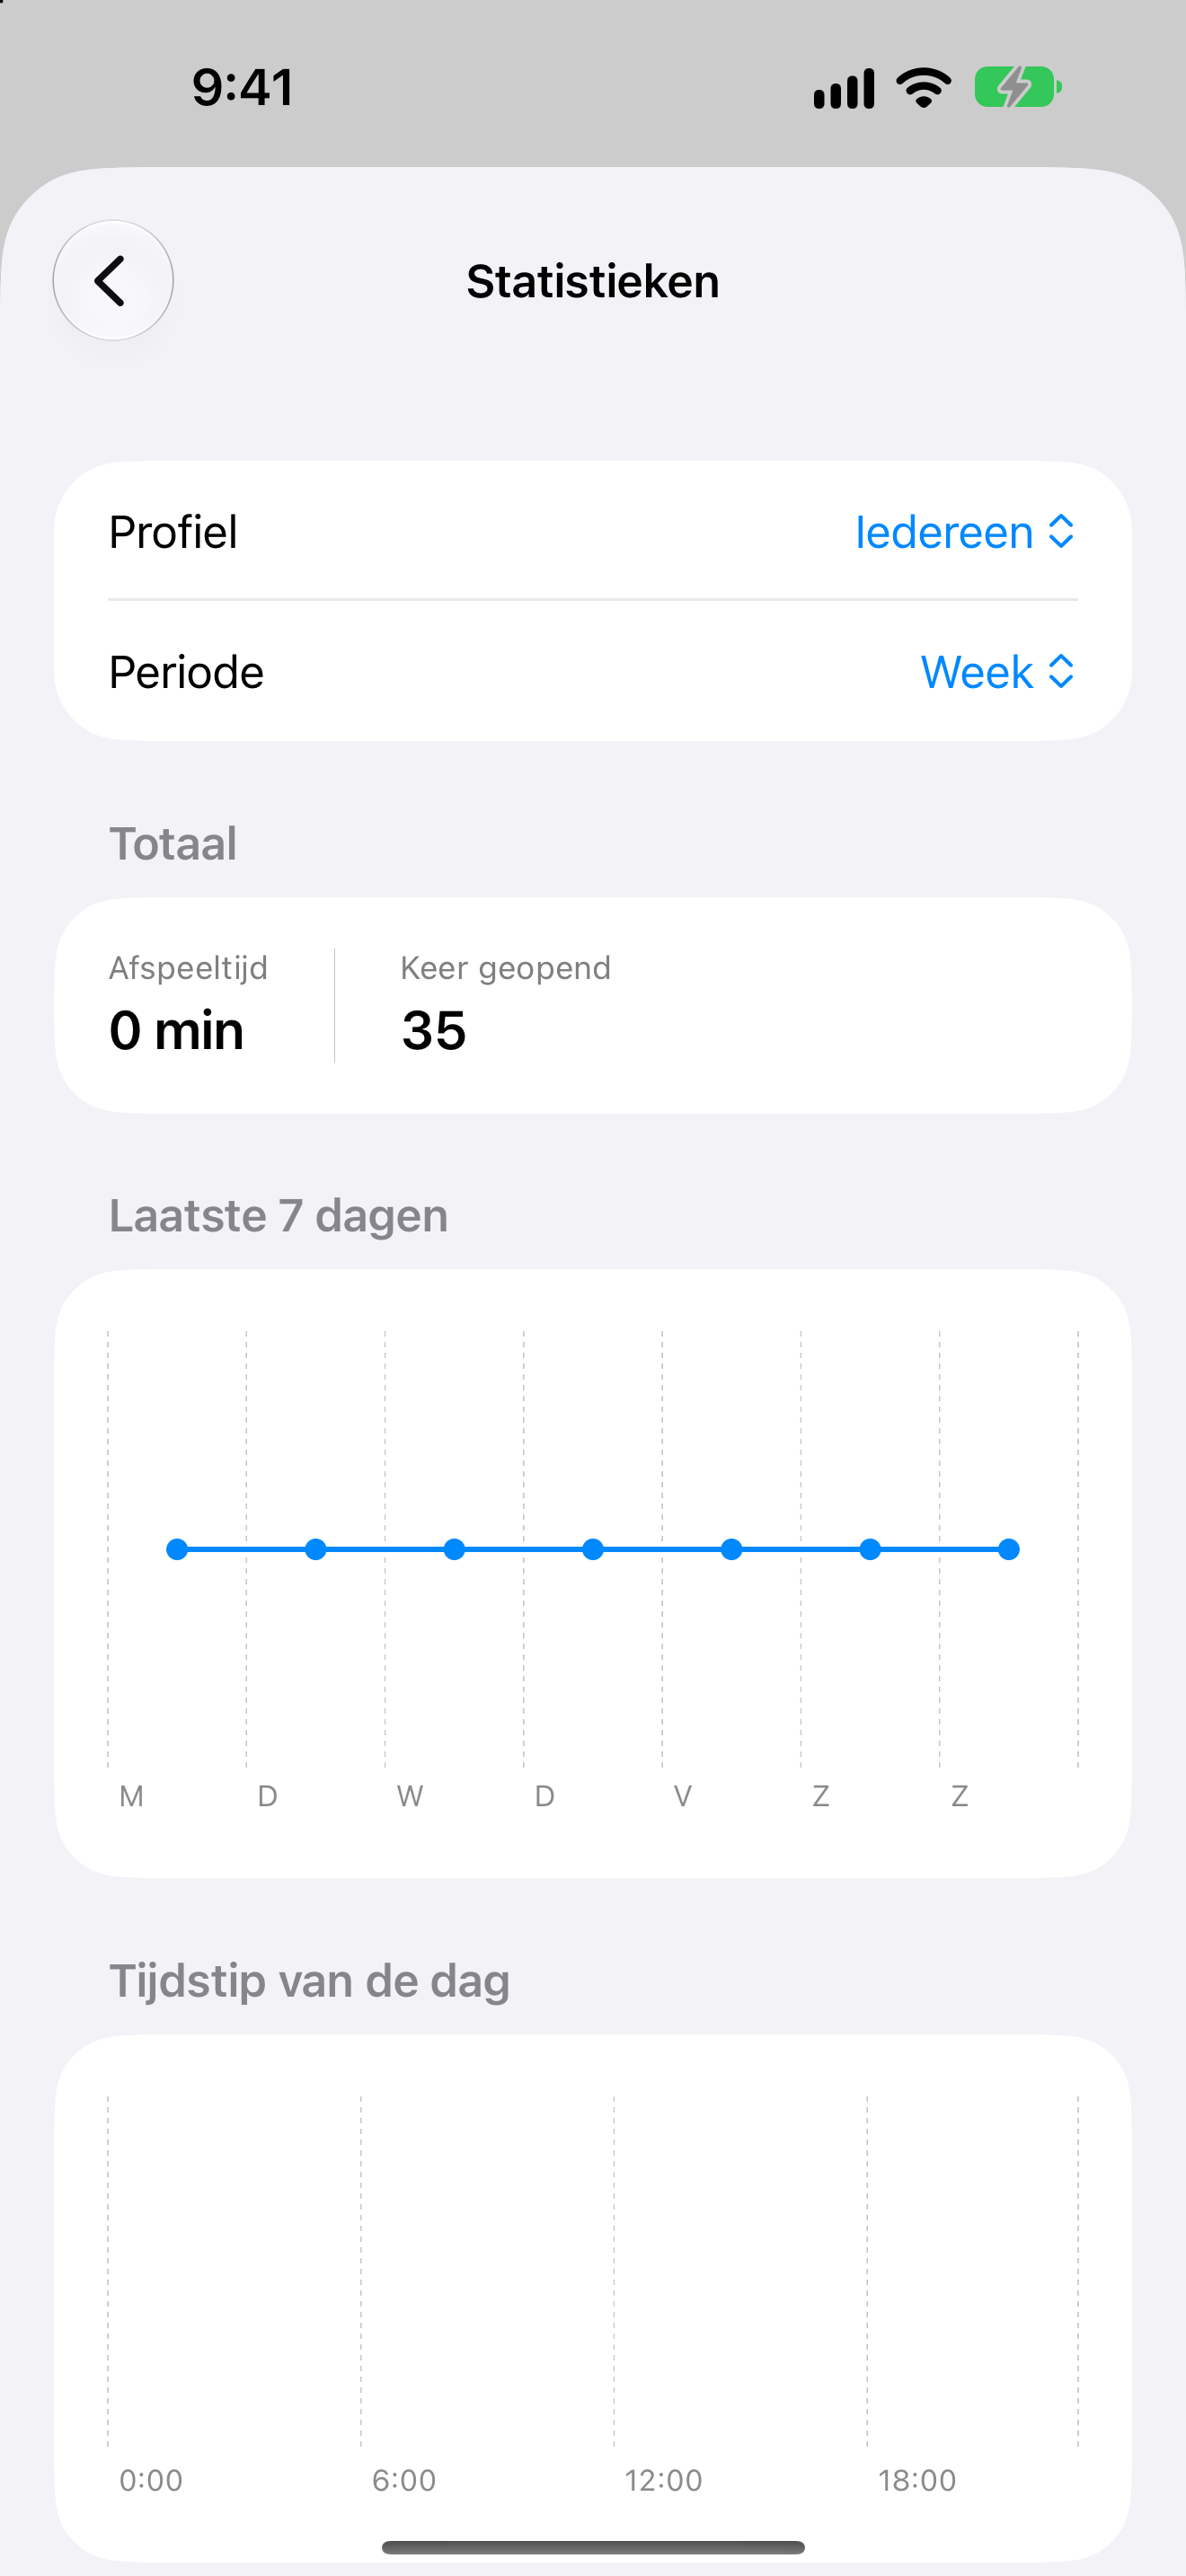 9:41
Statistieken
Profiel Iedereen
Periode Week
Totaal
Afspeeltijd Keer geopend
0 min 35
Laatste 7 dagen
M D W D V Z Z
Tijdstip van de dag
0:00 6:00 12:00 18:00